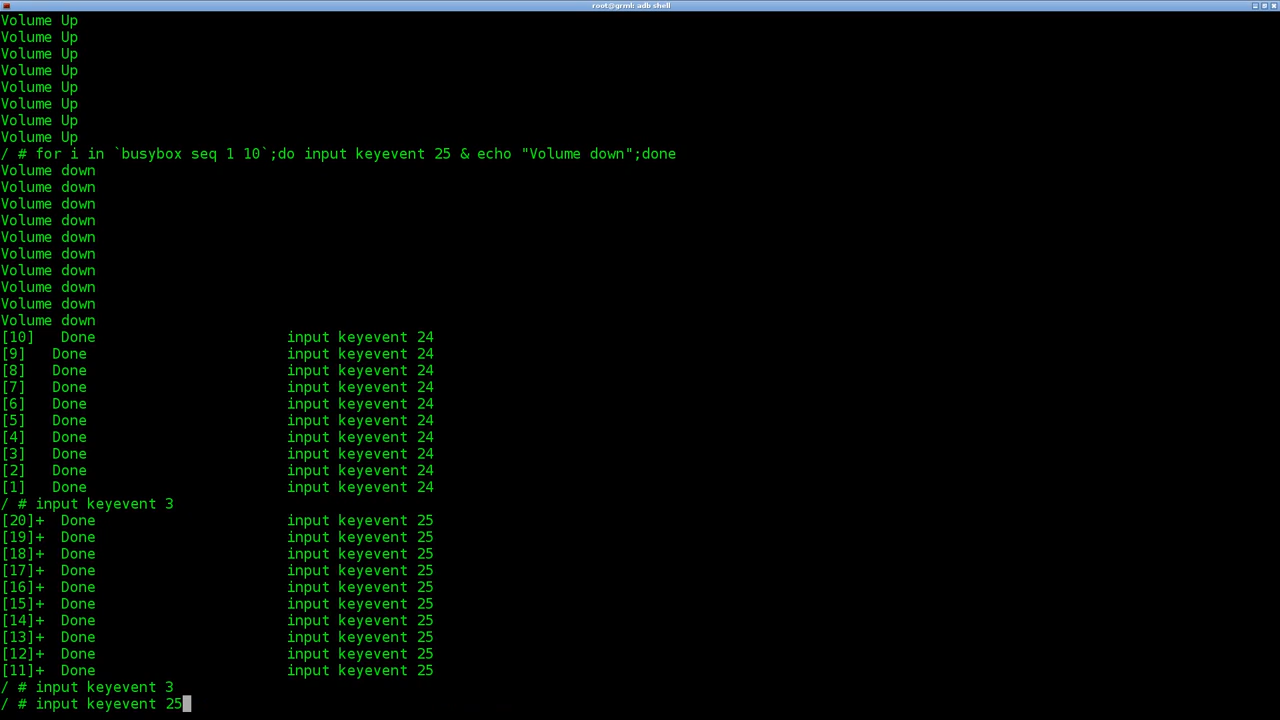 root@grml: adb shell
Volume Up
Volume Up
Volume Up
Volume Up
Volume Up
Volume Up
Volume Up
Volume Up
/ # for i in `busybox seq 1 10`;do input keyevent 25 & echo "Volume down";done
Volume down
Volume down
Volume down
Volume down
Volume down
Volume down
Volume down
Volume down
Volume down
Volume down
[10]   Done                       input keyevent 24
[9]   Done                       input keyevent 24
[8]   Done                       input keyevent 24
[7]   Done                       input keyevent 24
[6]   Done                       input keyevent 24
[5]   Done                       input keyevent 24
[4]   Done                       input keyevent 24
[3]   Done                       input keyevent 24
[2]   Done                       input keyevent 24
[1]   Done                       input keyevent 24
/ # input keyevent 3
[20]+  Done                       input keyevent 25
[19]+  Done                       input keyevent 25
[18]+  Done                       input keyevent 25
[17]+  Done                       input keyevent 25
[16]+  Done                       input keyevent 25
[15]+  Done                       input keyevent 25
[14]+  Done                       input keyevent 25
[13]+  Done                       input keyevent 25
[12]+  Done                       input keyevent 25
[11]+  Done                       input keyevent 25
/ # input keyevent 3
/ # input keyevent 25